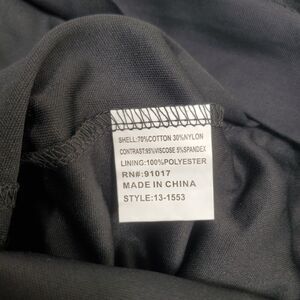 SHELL:70%COTTON 30%NYLON
CONTRAST:95%VISCOSE 5%SPANDEX
LINING:100%POLYESTER
RN#:91017
MADE IN CHINA
STYLE:13-1553